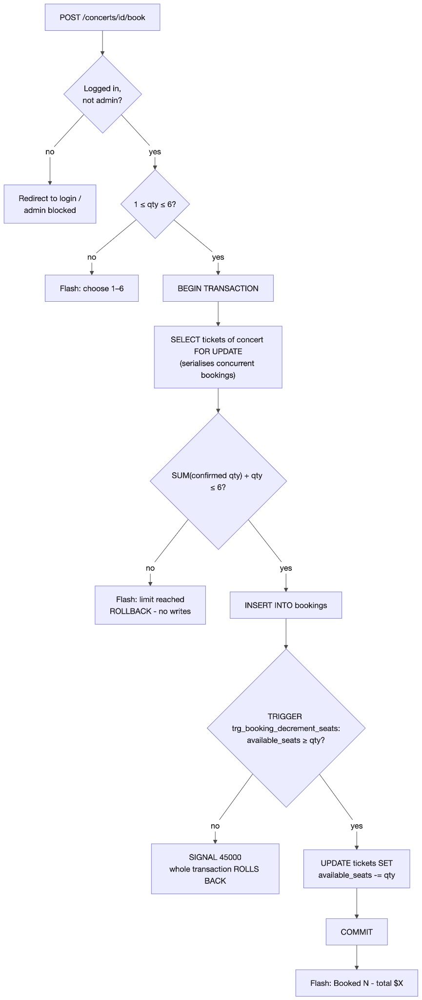 POST /concerts/id/book
Logged in,
not admin?
no
yes
Redirect to login /
admin blocked
1 ≤ qty ≤ 6?
no
yes
Flash: choose 1–6
BEGIN TRANSACTION
SELECT tickets of concert
FOR UPDATE
(serialises concurrent
bookings)
SUM(confirmed qty) + qty
≤ 6?
no
yes
Flash: limit reached
ROLLBACK - no writes
INSERT INTO bookings
TRIGGER
trg_booking_decrement_seats:
available_seats ≥ qty?
no
yes
SIGNAL 45000
whole transaction ROLLS
BACK
UPDATE tickets SET
available_seats -= qty
COMMIT
Flash: Booked N - total $X